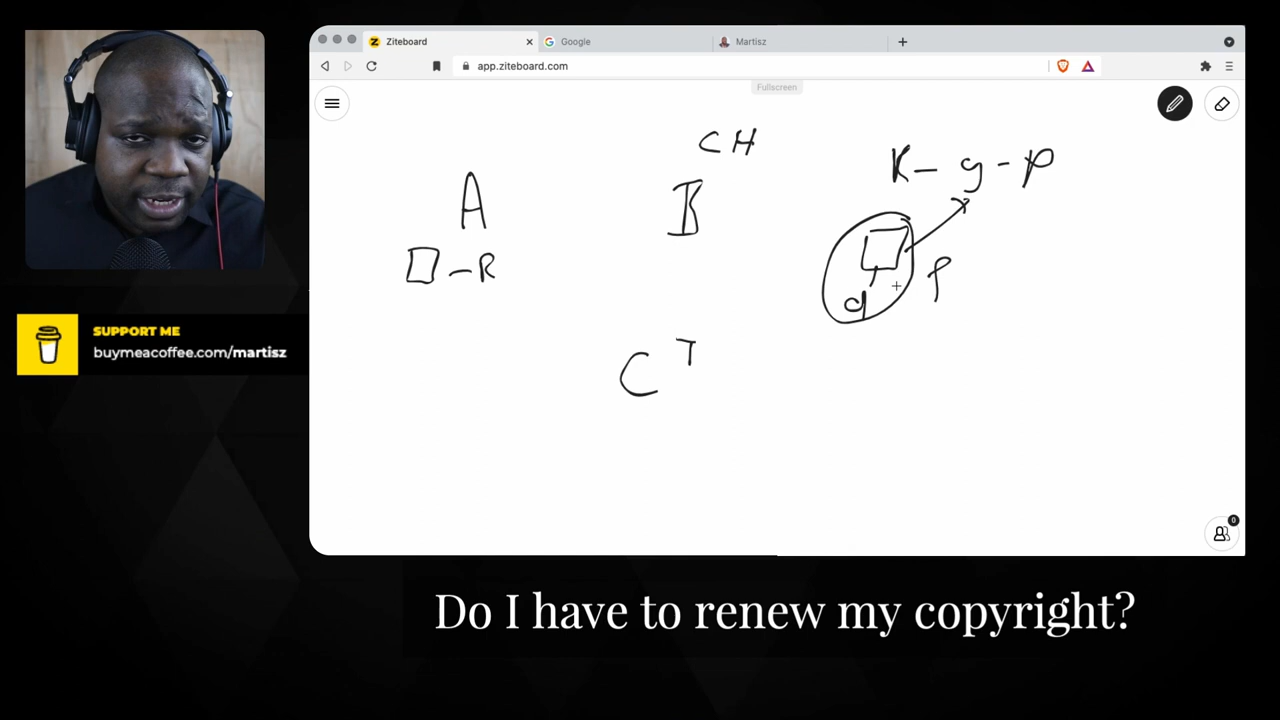 Ziteboard
Google
Martisz
app.ziteboard.com
Fullscreen
CH
K - g - p
A
B
□ - R
d
P
C T
0
SUPPORT ME
buymeacoffee.com/martisz
Do I have to renew my copyright?